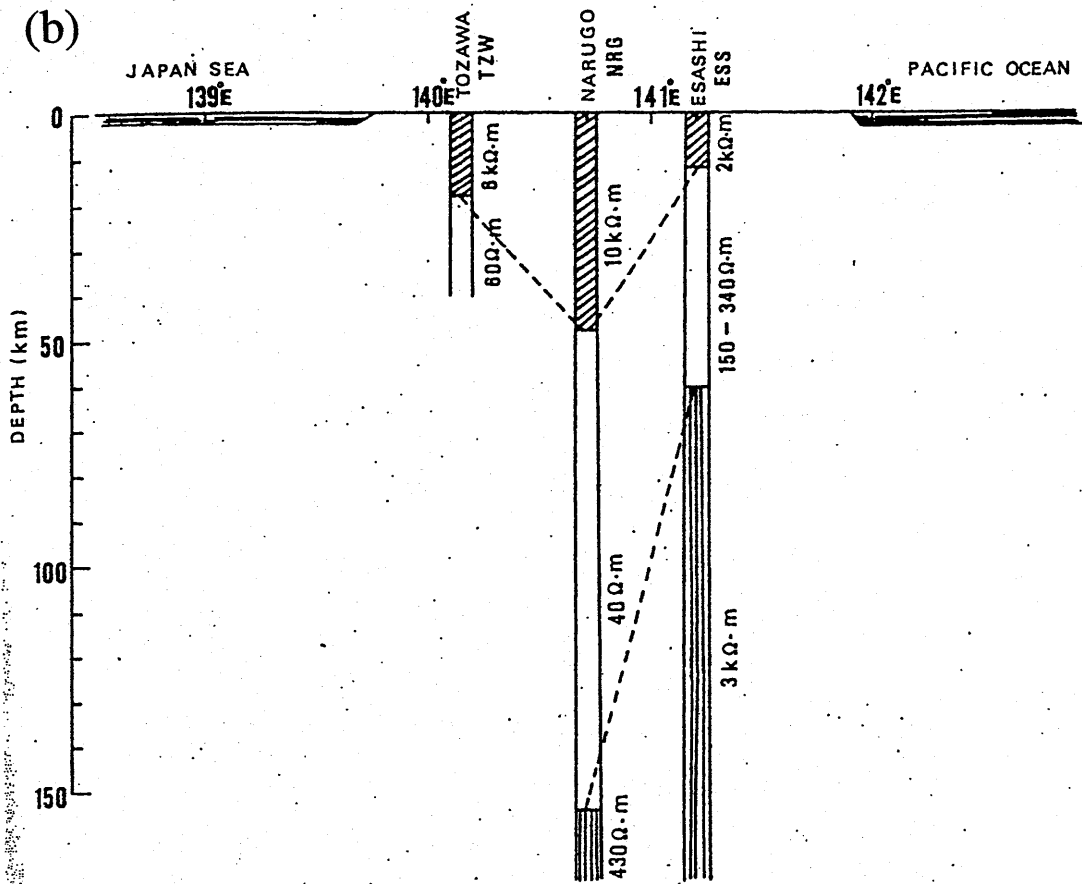 (b)
JAPAN SEA
TOZAWA
TZW
NARUGO
NRG
ESASHI
ESS
PACIFIC OCEAN
139°E
140°E
141°E
142°E
DEPTH (km)
0
50
100
150
8kΩ·m
60Ω·m
10kΩ·m
40Ω·m
430Ω·m
2kΩ·m
150 – 340Ω·m
3kΩ·m